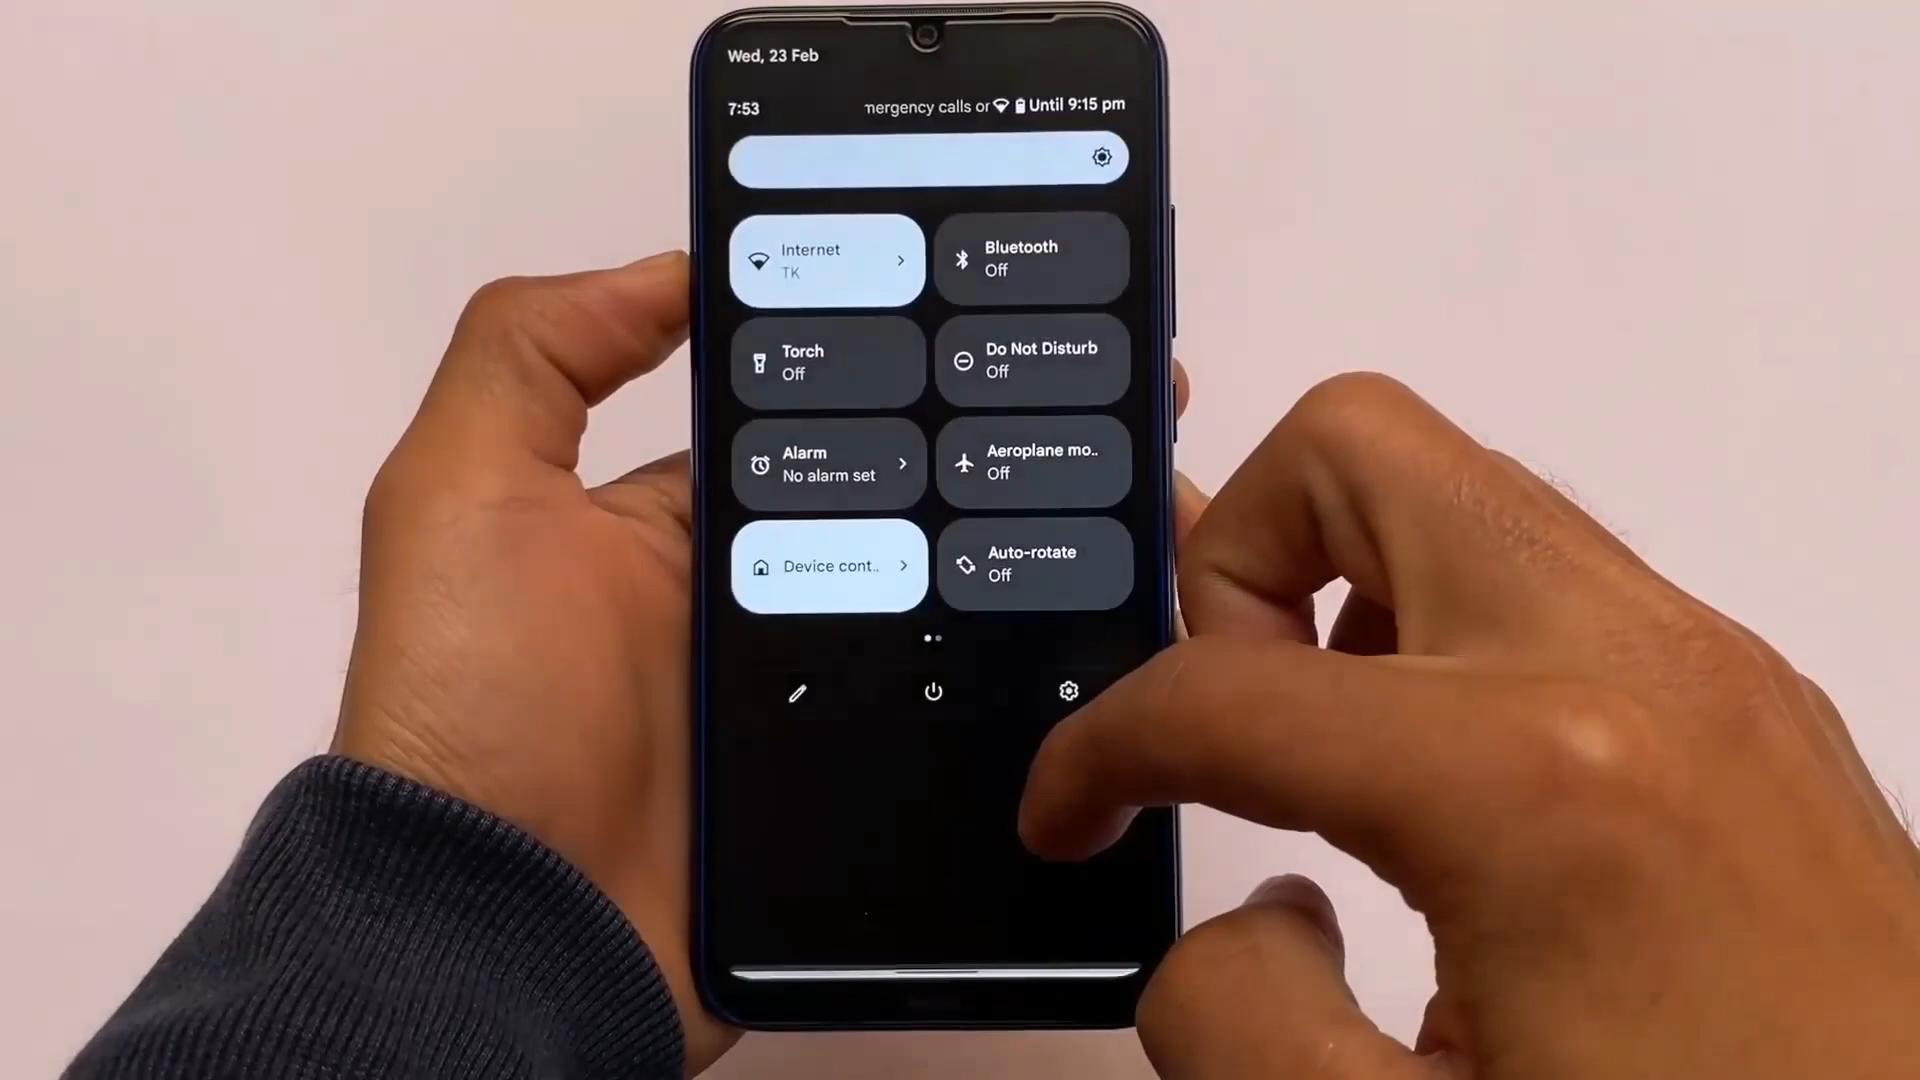 Wed, 23 Feb
7:53
mergency calls or
Until 9:15 pm
Internet
TK
Bluetooth
Off
Torch
Off
Do Not Disturb
Off
Alarm
No alarm set
Aeroplane mo..
Off
Device cont..
Auto-rotate
Off